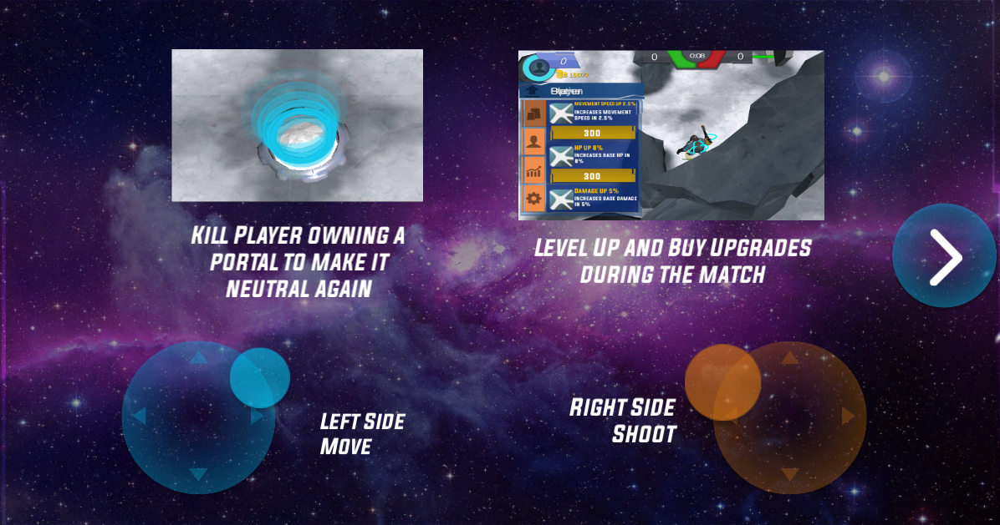 Kill Player owning a
portal to make it
neutral again
0
15600
0
0:08
0
Movement Speed up 2.5%
Increases Movement
Speed in 2.5%
300
HP up 8%
Increases base HP in
8%
300
Damage up 5%
Increases base damage
in 5%
Level Up and Buy Upgrades
during the match
Left Side
Move
Right Side
Shoot